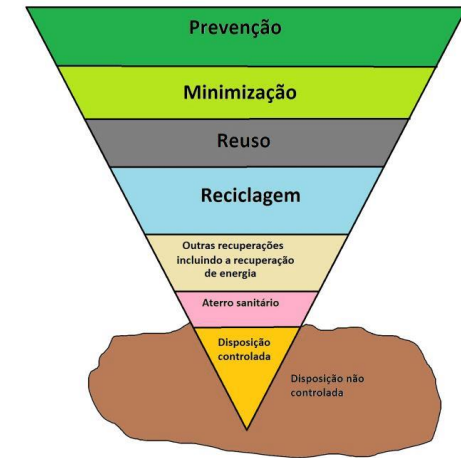 Prevenção
Minimização
Reuso
Reciclagem
Outras recuperações
incluindo a recuperação
de energia
Aterro sanitário
Disposição
controlada
Disposição não
controlada